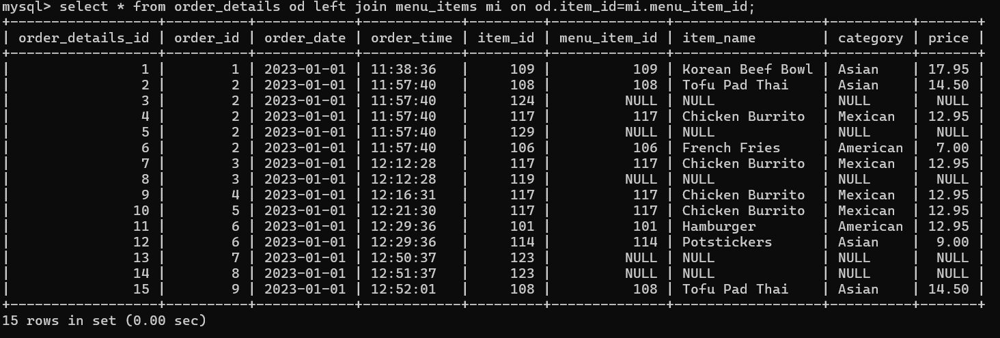 mysql> select * from order_details od left join menu_items mi on od.item_id=mi.menu_item_id;
+------------------+----------+------------+------------+---------+--------------+------------------+----------+-------+
| order_details_id | order_id | order_date | order_time | item_id | menu_item_id | item_name        | category | price |
+------------------+----------+------------+------------+---------+--------------+------------------+----------+-------+
|                1 |        1 | 2023-01-01 | 11:38:36   |     109 |          109 | Korean Beef Bowl | Asian    | 17.95 |
|                2 |        2 | 2023-01-01 | 11:57:40   |     108 |          108 | Tofu Pad Thai    | Asian    | 14.50 |
|                3 |        2 | 2023-01-01 | 11:57:40   |     124 |         NULL | NULL             | NULL     |  NULL |
|                4 |        2 | 2023-01-01 | 11:57:40   |     117 |          117 | Chicken Burrito  | Mexican  | 12.95 |
|                5 |        2 | 2023-01-01 | 11:57:40   |     129 |         NULL | NULL             | NULL     |  NULL |
|                6 |        2 | 2023-01-01 | 11:57:40   |     106 |          106 | French Fries     | American |  7.00 |
|                7 |        3 | 2023-01-01 | 12:12:28   |     117 |          117 | Chicken Burrito  | Mexican  | 12.95 |
|                8 |        3 | 2023-01-01 | 12:12:28   |     119 |         NULL | NULL             | NULL     |  NULL |
|                9 |        4 | 2023-01-01 | 12:16:31   |     117 |          117 | Chicken Burrito  | Mexican  | 12.95 |
|               10 |        5 | 2023-01-01 | 12:21:30   |     117 |          117 | Chicken Burrito  | Mexican  | 12.95 |
|               11 |        6 | 2023-01-01 | 12:29:36   |     101 |          101 | Hamburger        | American | 12.95 |
|               12 |        6 | 2023-01-01 | 12:29:36   |     114 |          114 | Potstickers      | Asian    |  9.00 |
|               13 |        7 | 2023-01-01 | 12:50:37   |     123 |         NULL | NULL             | NULL     |  NULL |
|               14 |        8 | 2023-01-01 | 12:51:37   |     123 |         NULL | NULL             | NULL     |  NULL |
|               15 |        9 | 2023-01-01 | 12:52:01   |     108 |          108 | Tofu Pad Thai    | Asian    | 14.50 |
+------------------+----------+------------+------------+---------+--------------+------------------+----------+-------+
15 rows in set (0.00 sec)